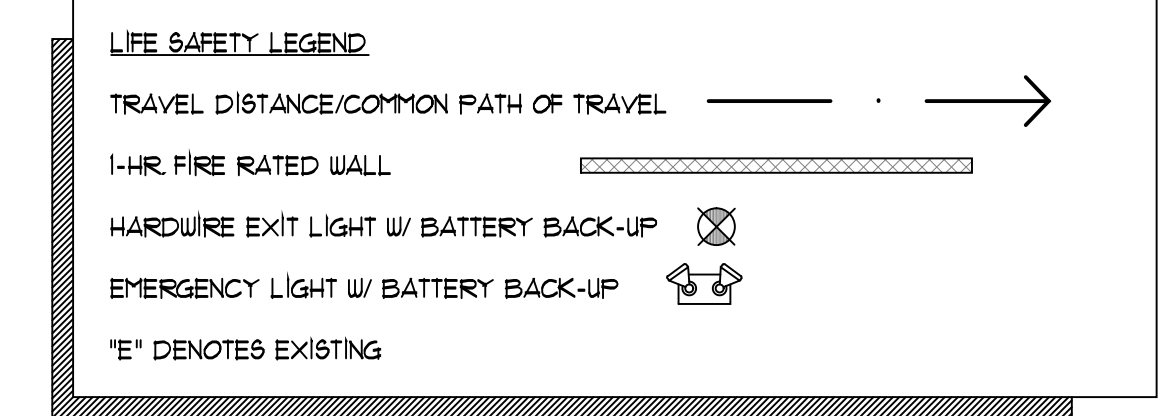 LIFE SAFETY LEGEND
TRAVEL DISTANCE/COMMON PATH OF TRAVEL
1-HR. FIRE RATED WALL
HARDWIRE EXIT LIGHT W/ BATTERY BACK-UP
EMERGENCY LIGHT W/ BATTERY BACK-UP
"E" DENOTES EXISTING